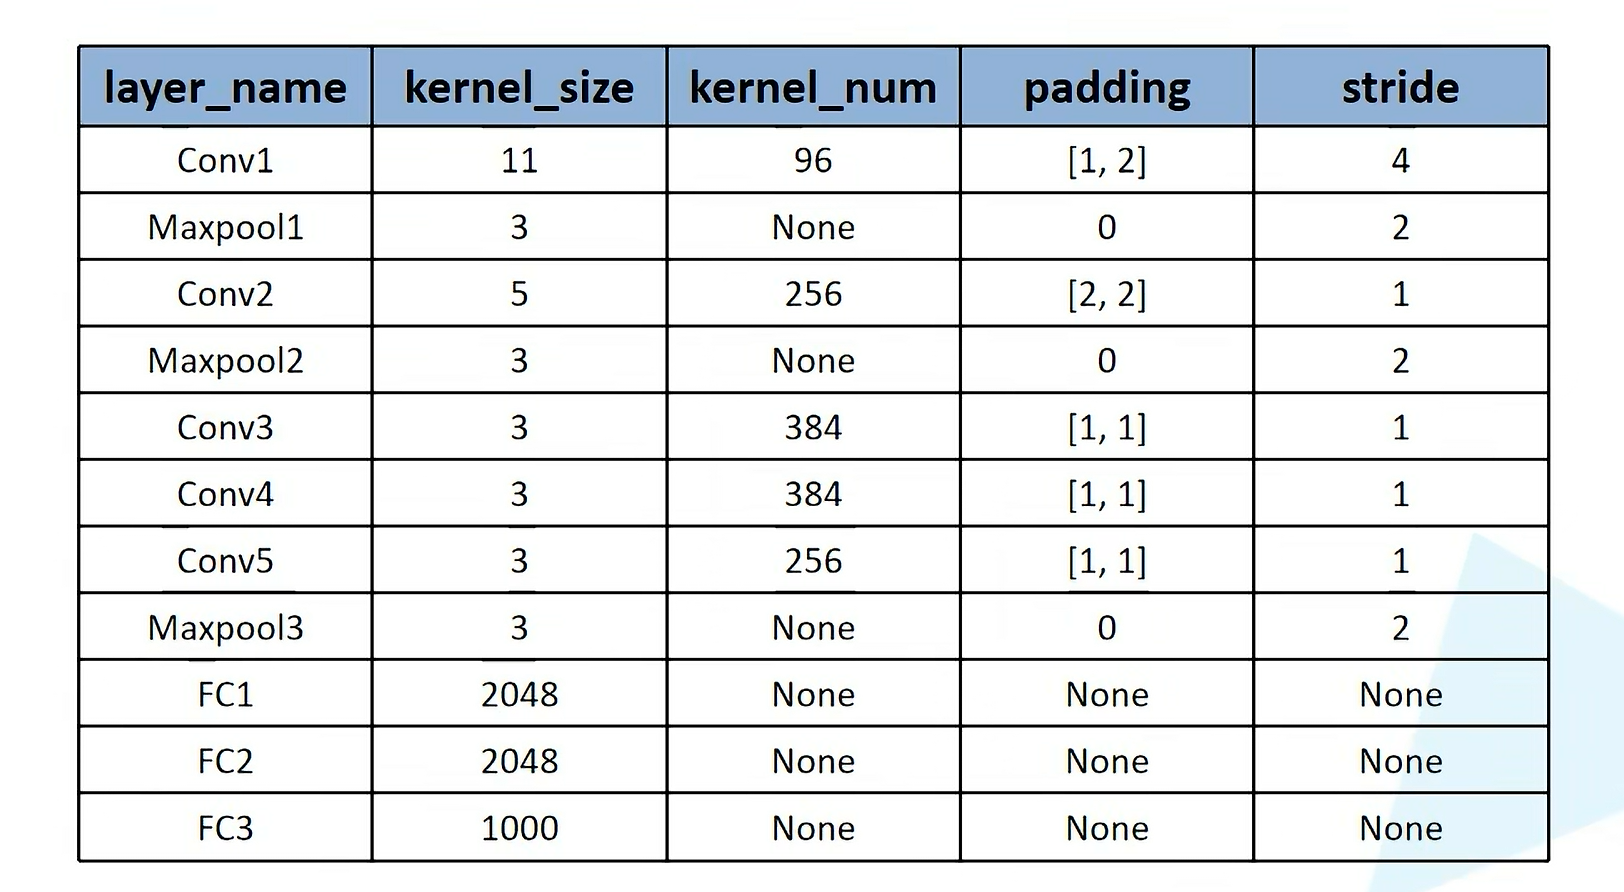 layer_name kernel_size kernel_num padding stride
Conv1 11 96 [1, 2] 4
Maxpool1 3 None 0 2
Conv2 5 256 [2, 2] 1
Maxpool2 3 None 0 2
Conv3 3 384 [1, 1] 1
Conv4 3 384 [1, 1] 1
Conv5 3 256 [1, 1] 1
Maxpool3 3 None 0 2
FC1 2048 None None None
FC2 2048 None None None
FC3 1000 None None None